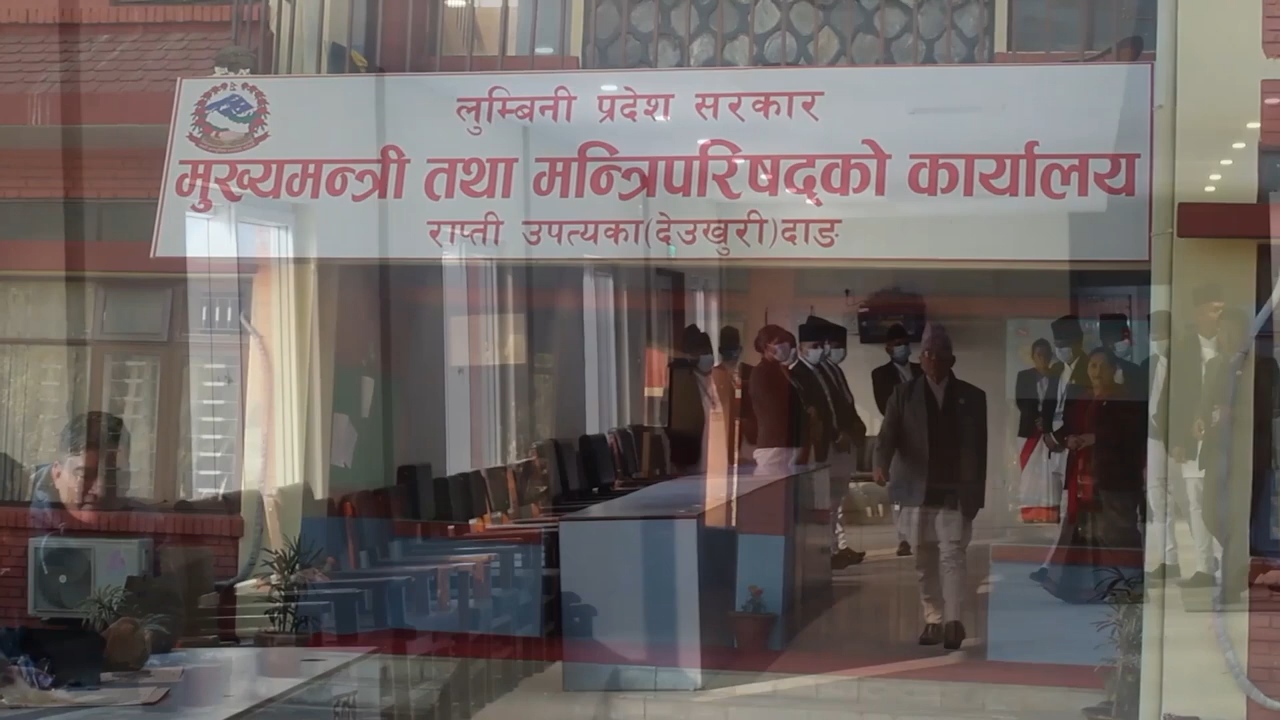 लुम्बिनी प्रदेश सरकार
मुख्यमन्त्री तथा मन्त्रिपरिषद्को कार्यालय
राप्ती उपत्यका(देउखुरी)दाङ